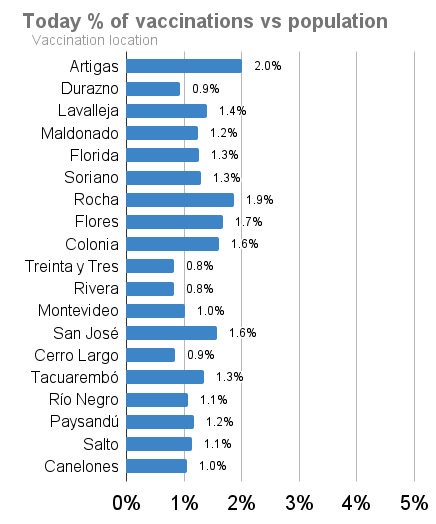 Today % of vaccinations vs population
Vaccination location
Artigas 2.0%
Durazno 0.9%
Lavalleja 1.4%
Maldonado 1.2%
Florida 1.3%
Soriano 1.3%
Rocha 1.9%
Flores 1.7%
Colonia 1.6%
Treinta y Tres 0.8%
Rivera 0.8%
Montevideo 1.0%
San José 1.6%
Cerro Largo 0.9%
Tacuarembó 1.3%
Río Negro 1.1%
Paysandú 1.2%
Salto 1.1%
Canelones 1.0%
0% 1% 2% 3% 4% 5%